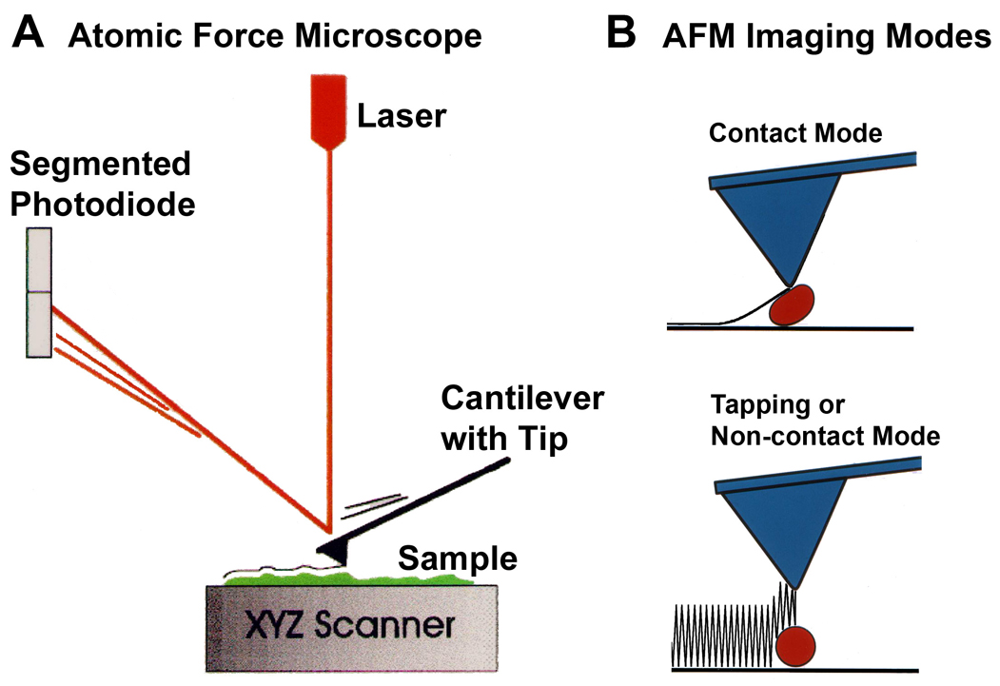 A Atomic Force Microscope
Laser
Segmented
Photodiode
Cantilever
with Tip
Sample
XYZ Scanner
B AFM Imaging Modes
Contact Mode
Tapping or
Non-contact Mode